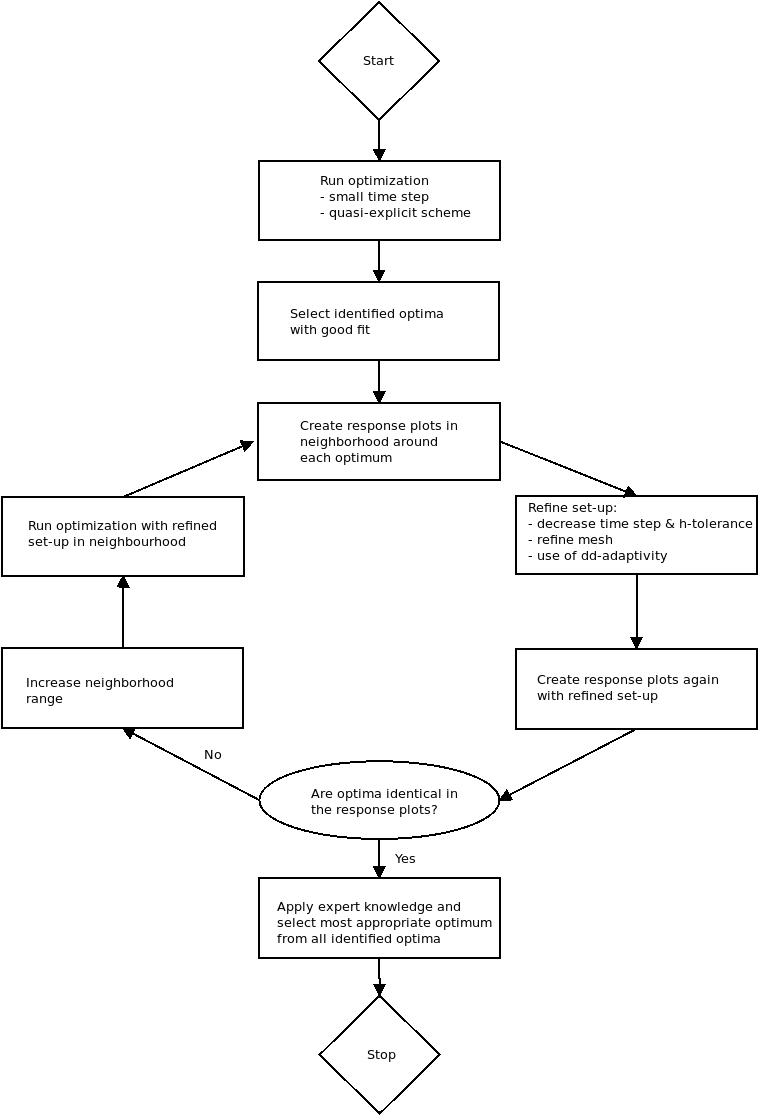 Start
Run optimization
- small time step
- quasi-explicit scheme
Select identified optima
with good fit
Create response plots in
neighborhood around
each optimum
Refine set-up:
- decrease time step & h-tolerance
- refine mesh
- use of dd-adaptivity
Create response plots again
with refined set-up
Are optima identical in
the response plots?
No
Increase neighborhood
range
Run optimization with refined
set-up in neighbourhood
Yes
Apply expert knowledge and
select most appropriate optimum
from all identified optima
Stop